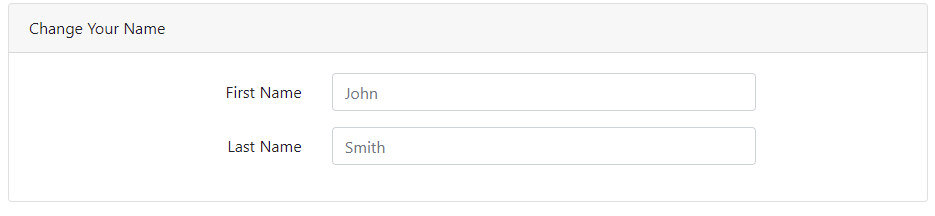 Change Your Name
First Name
John
Last Name
Smith